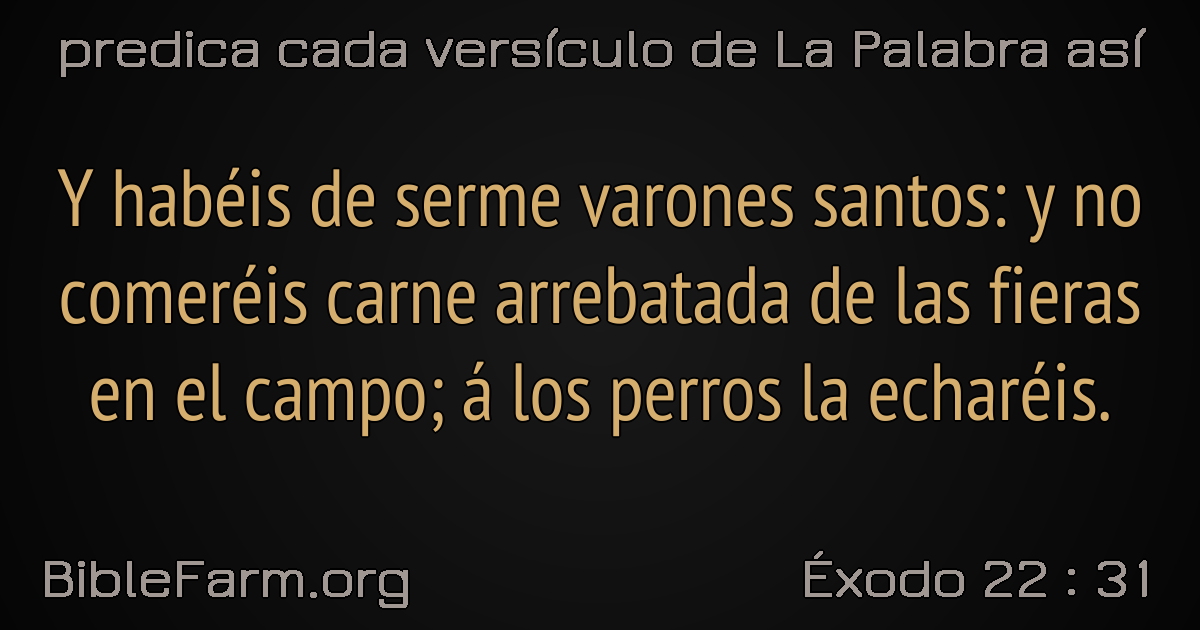 predica cada versículo de La Palabra así
Y habéis de serme varones santos: y no
comeréis carne arrebatada de las fieras
en el campo; á los perros la echaréis.
BibleFarm.org
Éxodo 22 : 31